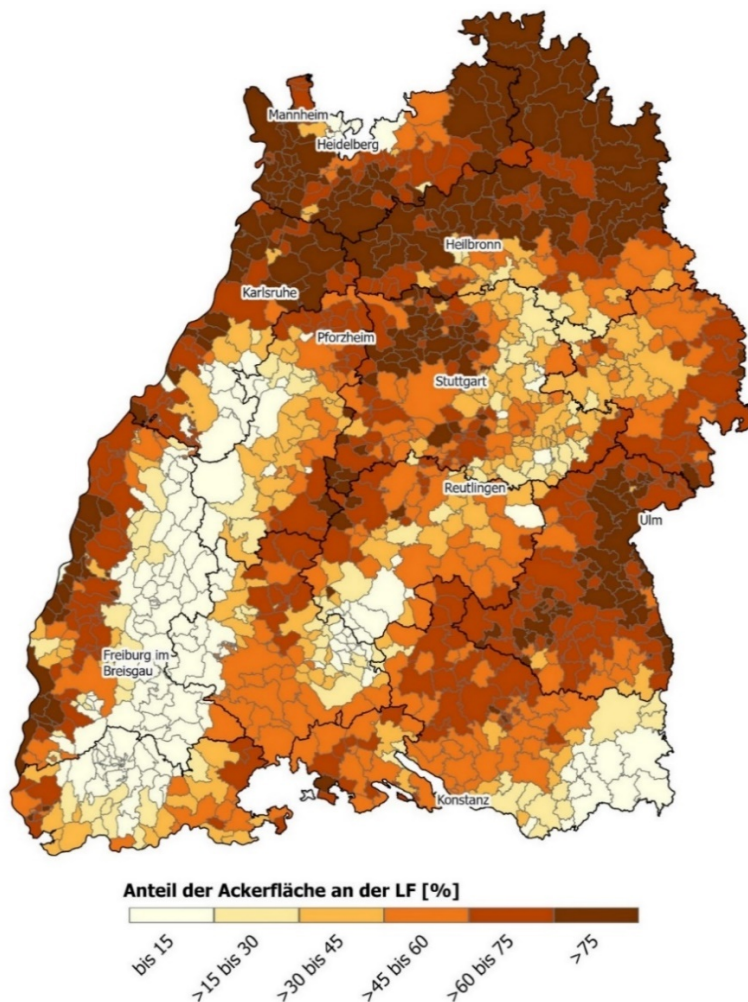 Mannheim
Heidelberg
Heilbronn
Karlsruhe
Pforzheim
Stuttgart
Reutlingen
Ulm
Freiburg im
Breisgau
Konstanz
Anteil der Ackerfläche an der LF [%]
bis 15
>15 bis 30
>30 bis 45
>45 bis 60
>60 bis 75
>75